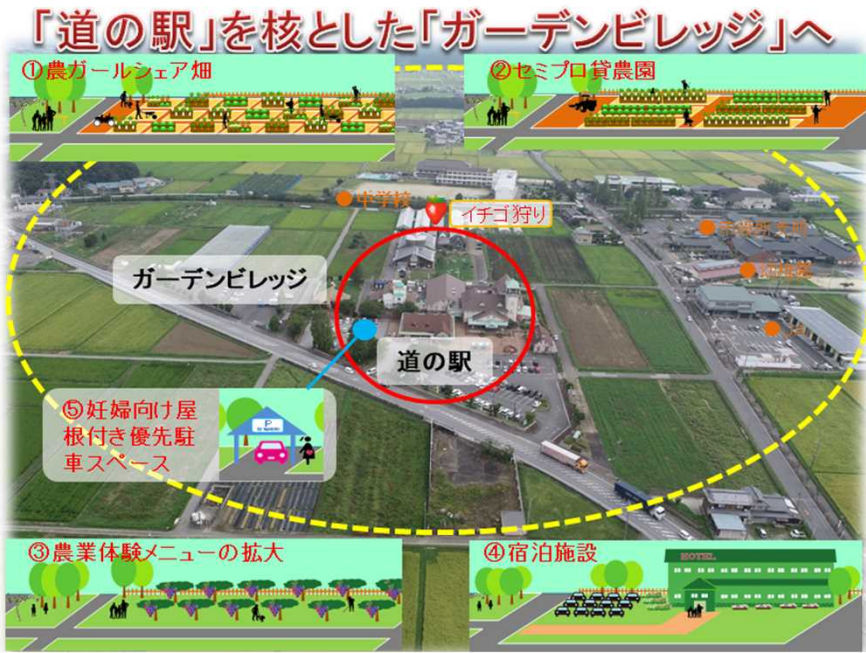 「道の駅」を核とした「ガーデンビレッジ」へ
①農ガールシェア畑
②セミプロ貸農園
中学校
イチゴ狩り
ガーデンビレッジ
道の駅
⑤妊婦向け屋
根付き優先駐
車スペース
P
③農業体験メニューの拡大
④宿泊施設
HOTEL